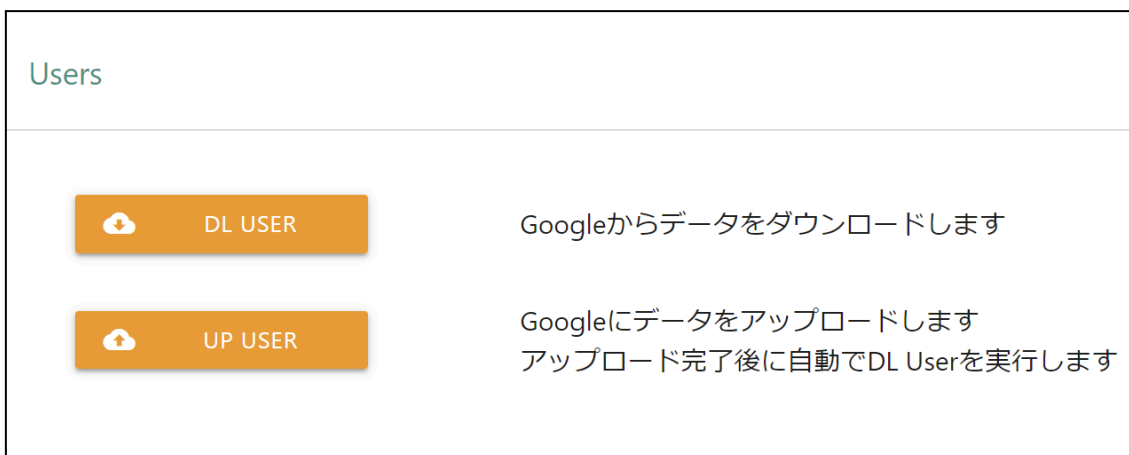 Users
DL USER
Googleからデータをダウンロードします
UP USER
Googleにデータをアップロードします
アップロード完了後に自動でDL Userを実行します